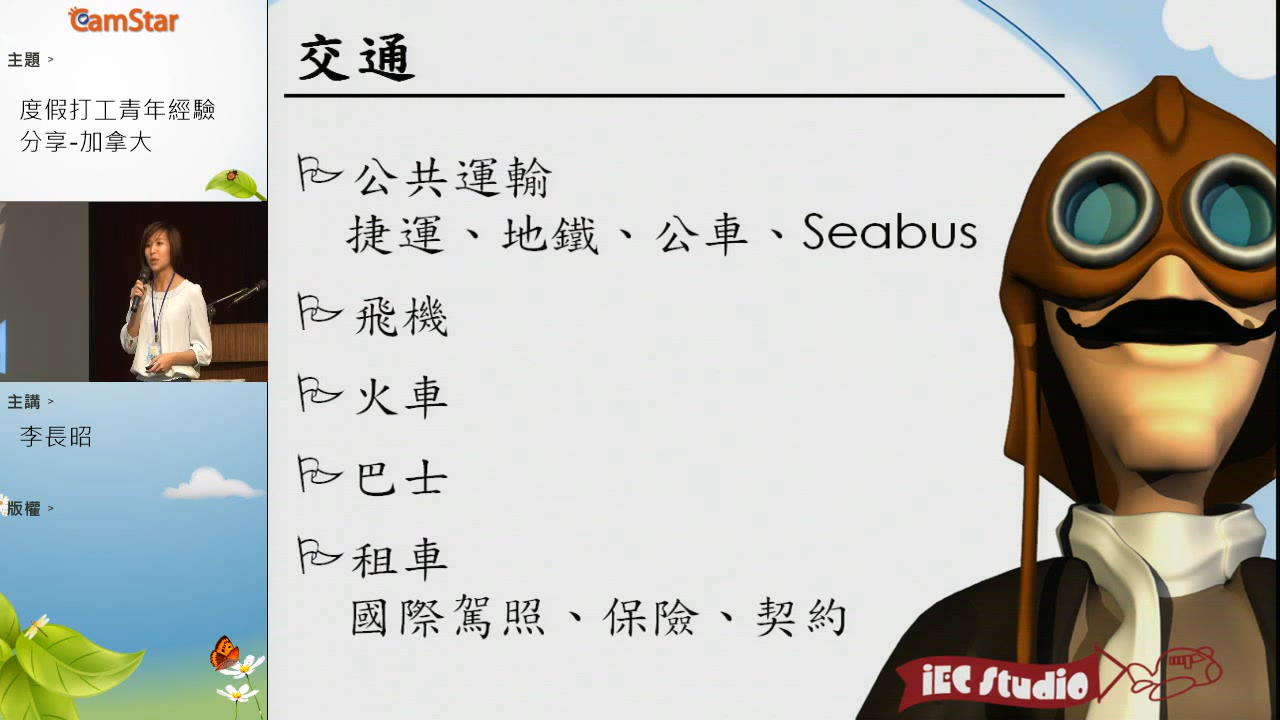 CamStar
主題 >
度假打工青年經驗
分享-加拿大
主講 >
李長昭
版權 >
交通
公共運輸
捷運、地鐵、公車、Seabus
飛機
火車
巴士
租車
國際駕照、保險、契約
iEC Studio